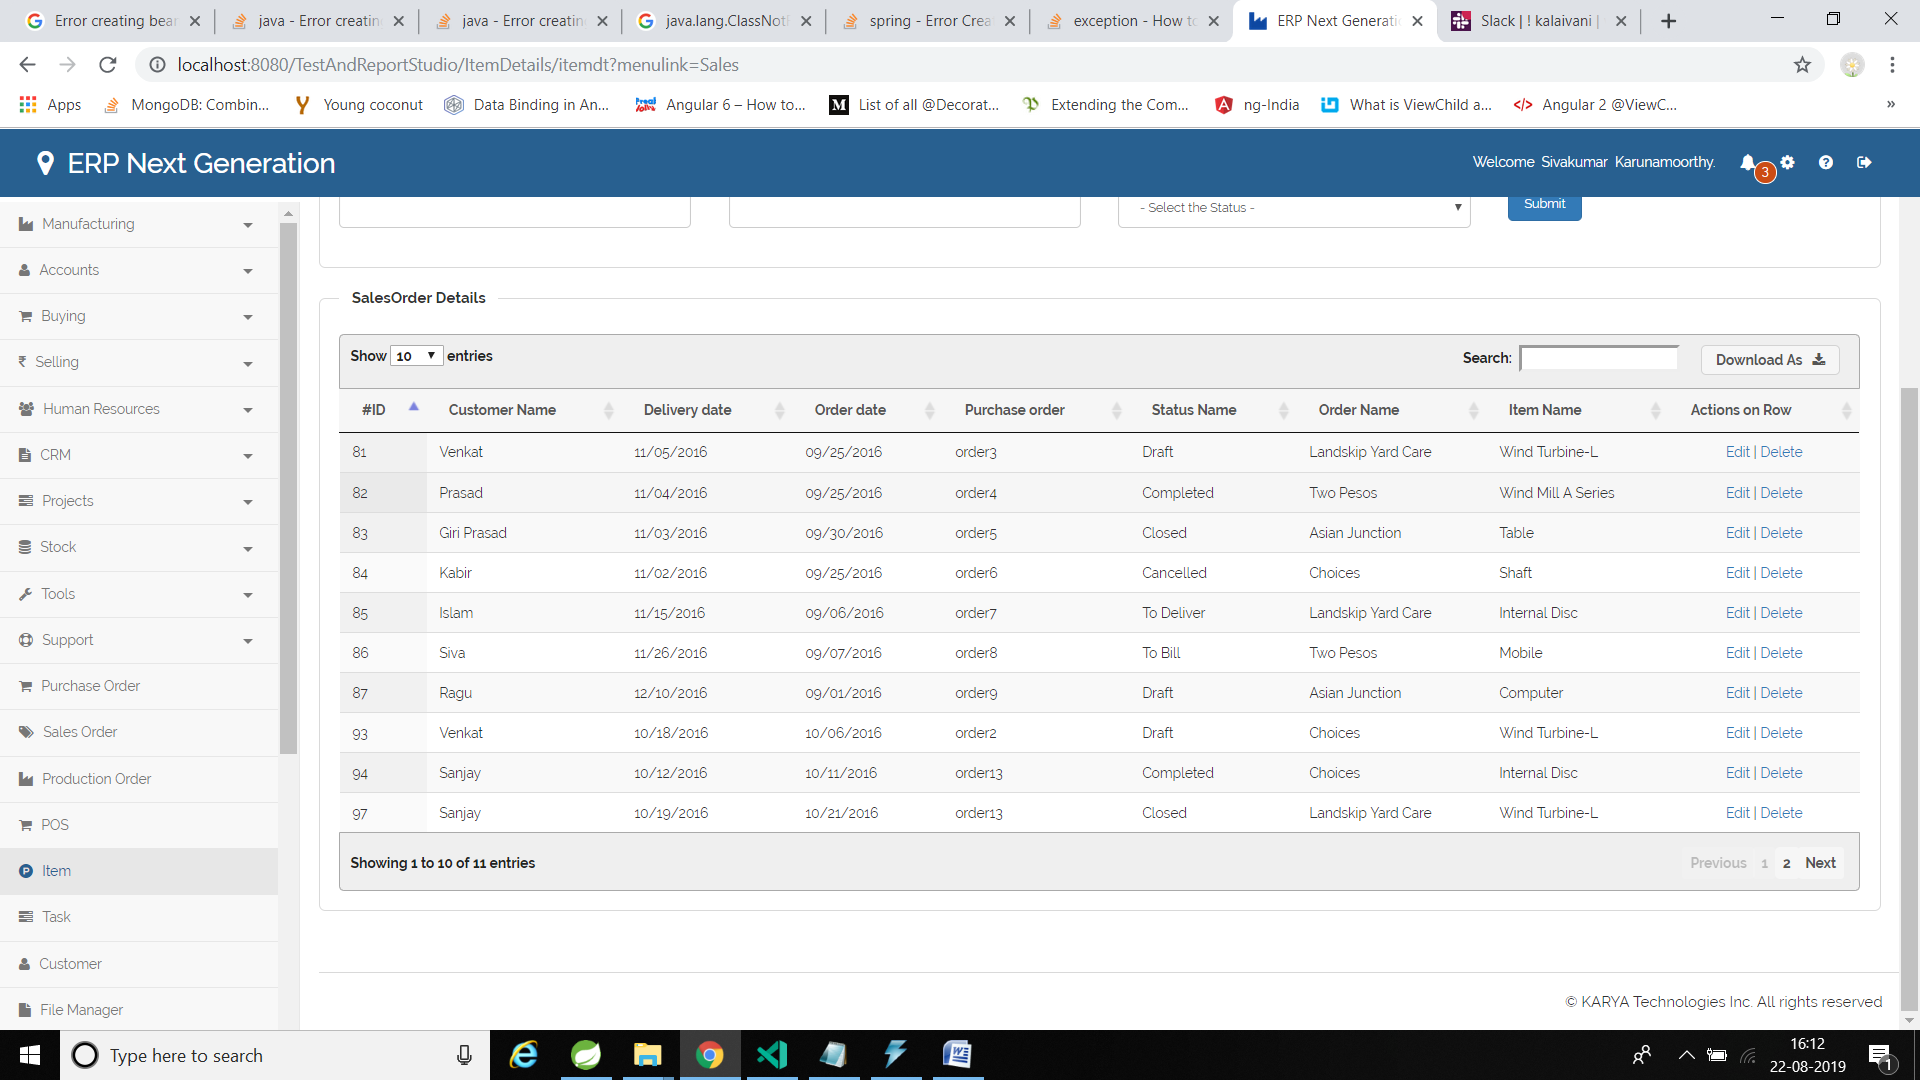 Error creating bea
java - Error creatin
java - Error creatin
java.lang.ClassNot
spring - Error Crea
exception - How to
ERP Next Generati
Slack | ! kalaivani |
localhost:8080/TestAndReportStudio/ItemDetails/itemdt?menulink=Sales
Apps
MongoDB: Combin...
Young coconut
Data Binding in An...
Angular 6 – How to...
List of all @Decorat...
Extending the Com...
ng-India
What is ViewChild a...
Angular 2 @ViewC...
ERP Next Generation
Welcome Sivakumar Karunamoorthy.
3
Manufacturing
Accounts
Buying
Selling
Human Resources
CRM
Projects
Stock
Tools
Support
Purchase Order
Sales Order
Production Order
POS
Item
Task
Customer
File Manager
- Select the Status -
Submit
SalesOrder Details
Show 10 entries
Search:
Download As
#ID Customer Name Delivery date Order date Purchase order Status Name Order Name Item Name Actions on Row
81 Venkat 11/05/2016 09/25/2016 order3 Draft Landskip Yard Care Wind Turbine-L Edit | Delete
82 Prasad 11/04/2016 09/25/2016 order4 Completed Two Pesos Wind Mill A Series Edit | Delete
83 Giri Prasad 11/03/2016 09/30/2016 order5 Closed Asian Junction Table Edit | Delete
84 Kabir 11/02/2016 09/25/2016 order6 Cancelled Choices Shaft Edit | Delete
85 Islam 11/15/2016 09/06/2016 order7 To Deliver Landskip Yard Care Internal Disc Edit | Delete
86 Siva 11/26/2016 09/07/2016 order8 To Bill Two Pesos Mobile Edit | Delete
87 Ragu 12/10/2016 09/01/2016 order9 Draft Asian Junction Computer Edit | Delete
93 Venkat 10/18/2016 10/06/2016 order2 Draft Choices Wind Turbine-L Edit | Delete
94 Sanjay 10/12/2016 10/11/2016 order13 Completed Choices Internal Disc Edit | Delete
97 Sanjay 10/19/2016 10/21/2016 order13 Closed Landskip Yard Care Wind Turbine-L Edit | Delete
Showing 1 to 10 of 11 entries
Previous 1 2 Next
© KARYA Technologies Inc. All rights reserved
Type here to search
16:12
22-08-2019
1